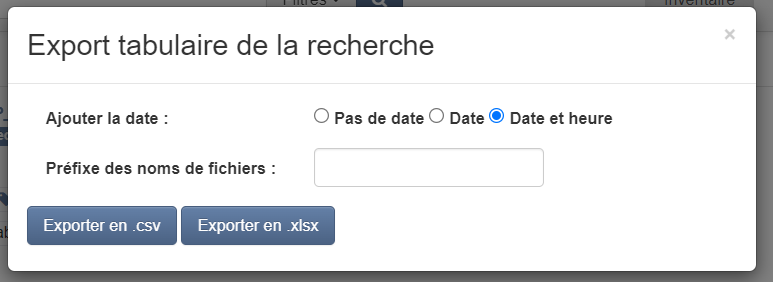 Filtres
Inventaire
Export tabulaire de la recherche
×
Ajouter la date :
Pas de date Date Date et heure
Préfixe des noms de fichiers :
Exporter en .csv Exporter en .xlsx